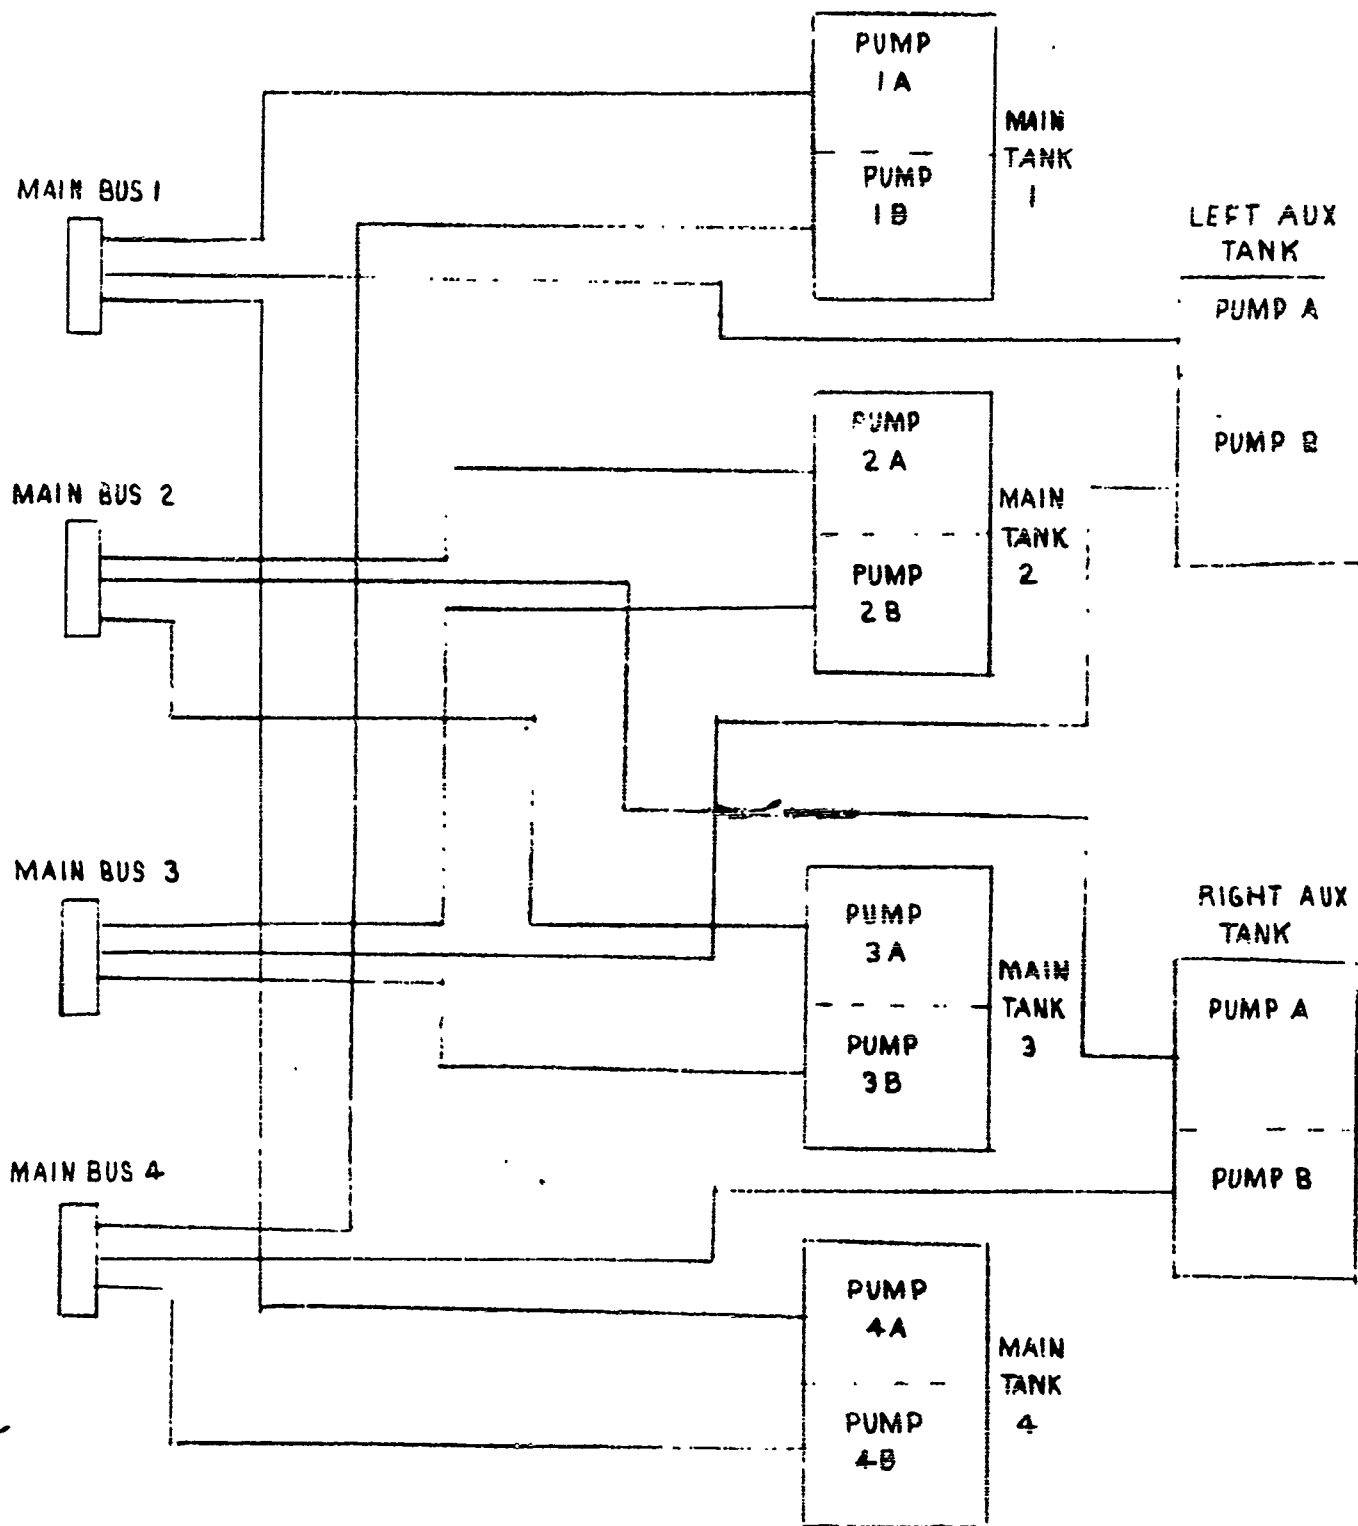 PUMP
1A
MAIN
TANK
1
PUMP
1B
MAIN BUS 1
LEFT AUX
TANK
PUMP A
PUMP B
PUMP
2A
MAIN
TANK
2
PUMP
2B
MAIN BUS 2
MAIN BUS 3
PUMP
3A
MAIN
TANK
3
PUMP
3B
RIGHT AUX
TANK
PUMP A
PUMP B
MAIN BUS 4
PUMP
4A
MAIN
TANK
4
PUMP
4B